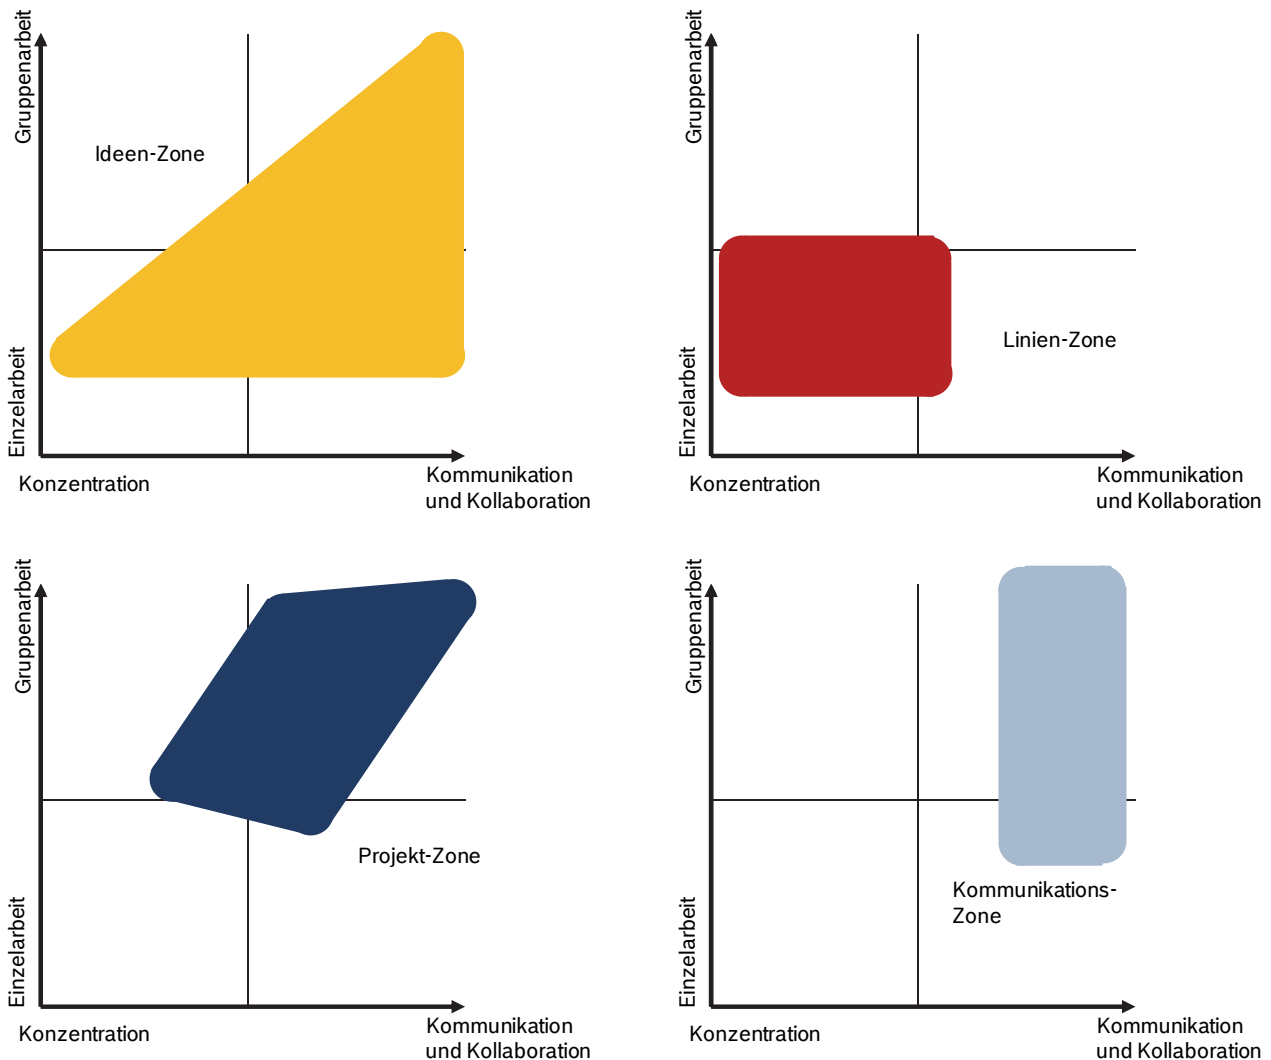 Gruppenarbeit
Ideen-Zone
Einzelarbeit
Konzentration
Kommunikation
und Kollaboration
Gruppenarbeit
Linien-Zone
Einzelarbeit
Konzentration
Kommunikation
und Kollaboration
Gruppenarbeit
Projekt-Zone
Einzelarbeit
Konzentration
Kommunikation
und Kollaboration
Gruppenarbeit
Kommunikations-
Zone
Einzelarbeit
Konzentration
Kommunikation
und Kollaboration